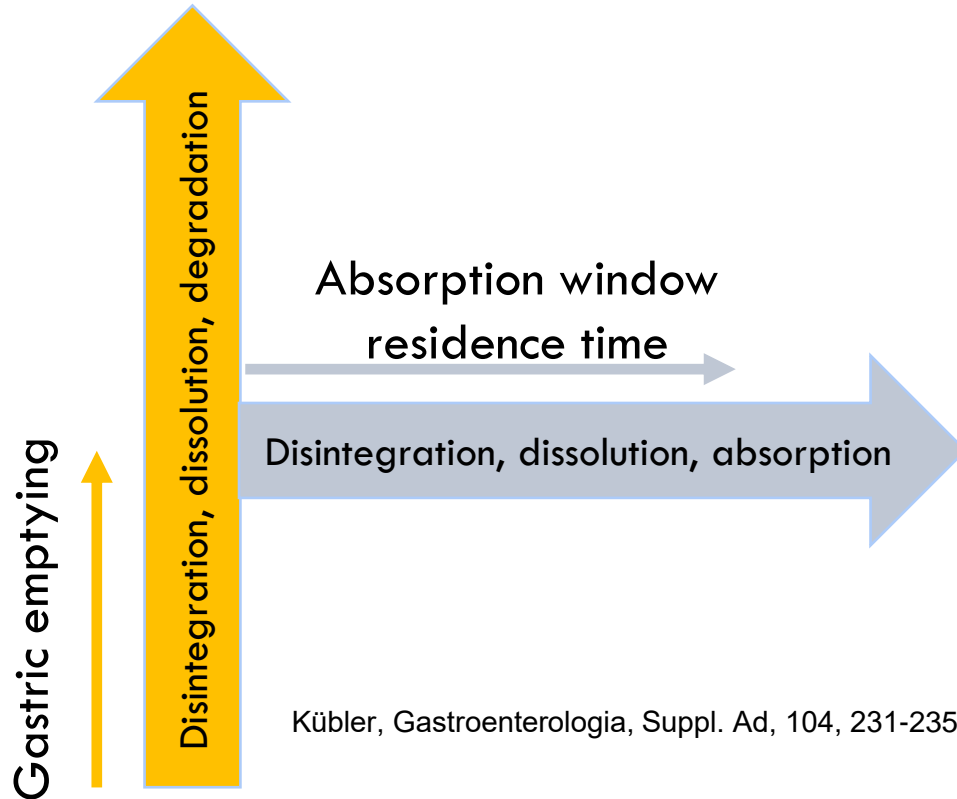 Gastric emptying
Disintegration, dissolution, degradation
Absorption window
residence time
Disintegration, dissolution, absorption
Kübler, Gastroenterologia, Suppl. Ad, 104, 231-235